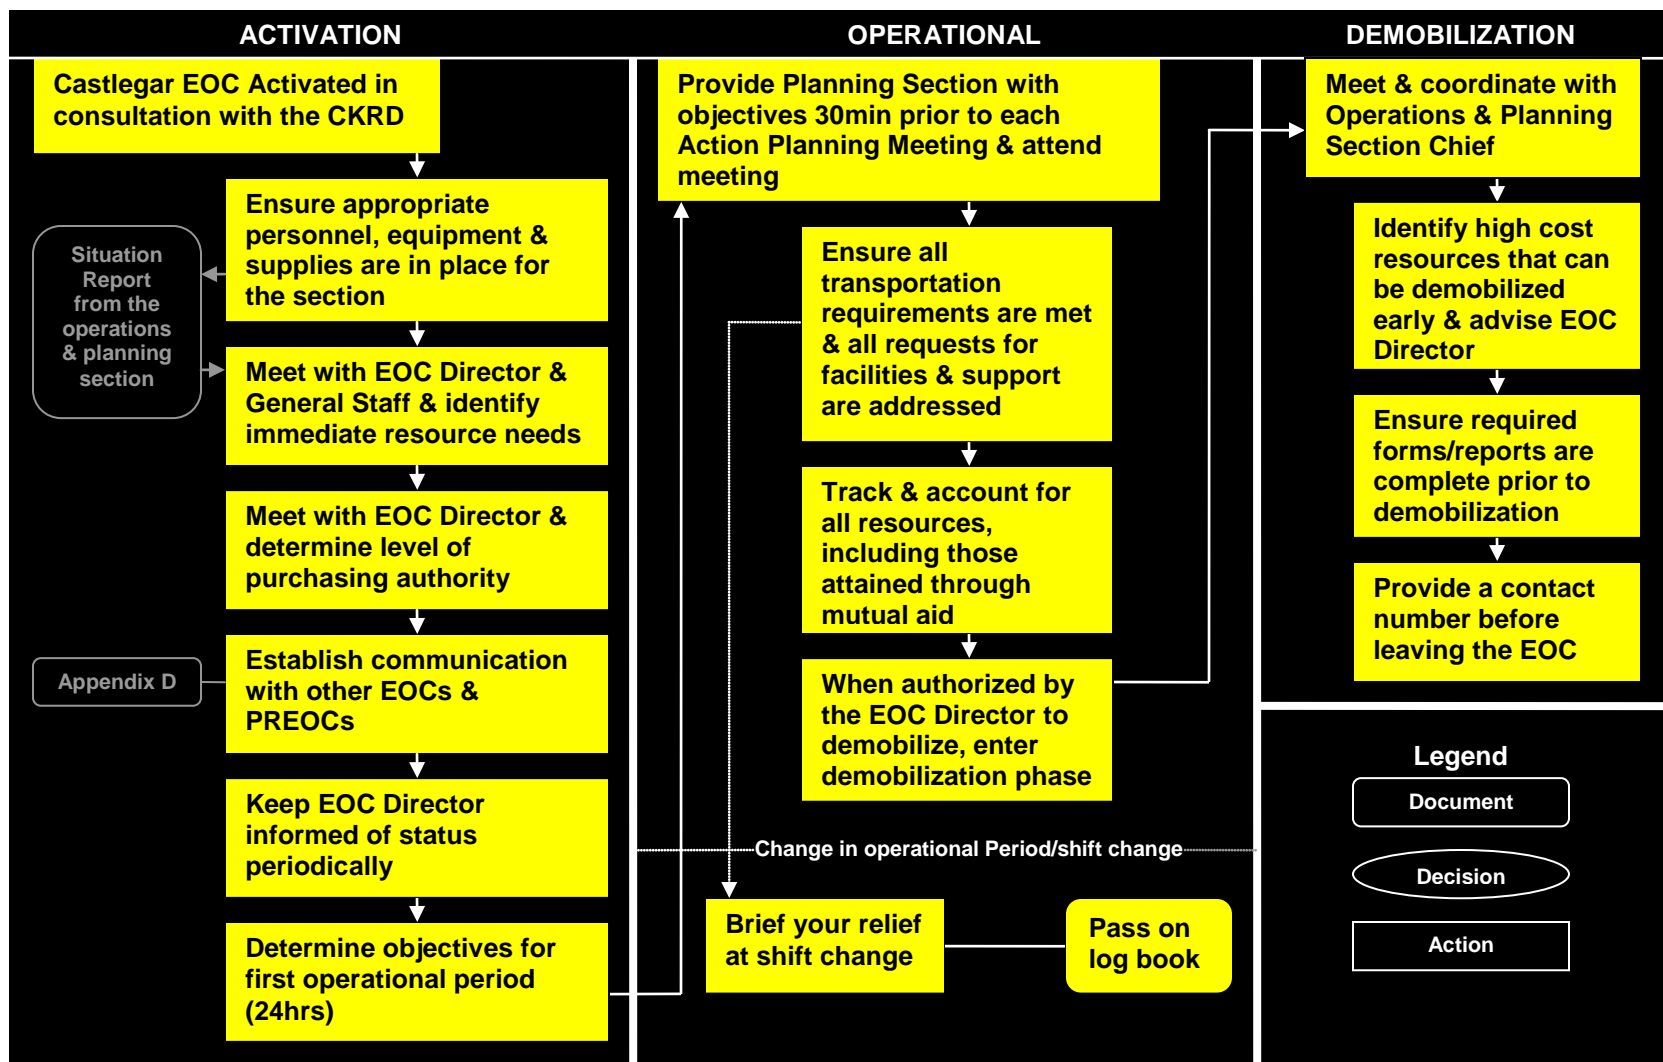 ACTIVATION
Castlegar EOC Activated in
consultation with the CKRD
Ensure appropriate
personnel, equipment &
supplies are in place for
the section
Situation
Report
from the
operations
& planning
section
Meet with EOC Director &
General Staff & identify
immediate resource needs
Meet with EOC Director &
determine level of
purchasing authority
Establish communication
with other EOCs &
PREOCs
Appendix D
Keep EOC Director
informed of status
periodically
Determine objectives for
first operational period
(24hrs)
OPERATIONAL
Provide Planning Section with
objectives 30min prior to each
Action Planning Meeting & attend
meeting
Ensure all
transportation
requirements are met
& all requests for
facilities & support
are addressed
Track & account for
all resources,
including those
attained through
mutual aid
When authorized by
the EOC Director to
demobilize, enter
demobilization phase
Change in operational Period/shift change
Brief your relief
at shift change
Pass on
log book
DEMOBILIZATION
Meet & coordinate with
Operations & Planning
Section Chief
Identify high cost
resources that can
be demobilized
early & advise EOC
Director
Ensure required
forms/reports are
complete prior to
demobilization
Provide a contact
number before
leaving the EOC
Legend
Document
Decision
Action